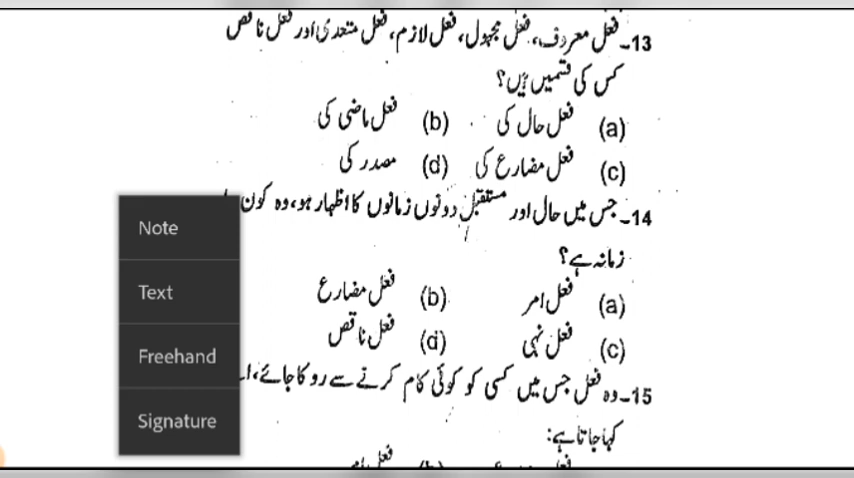 13۔ فعل معروف، فعل مجہول، فعل لازم، فعل متعدی اور فعل ناقص
کس کی قسمیں ہیں؟
(a) فعل حال کی (b) فعل ماضی کی
(c) فعل مضارع کی (d) مصدر کی
14۔ جس میں حال اور مستقبل دونوں زمانوں کا اظہار ہو، وہ کون
زمانہ ہے؟
(a) فعل امر (b) فعل مضارع
(c) فعل نہی (d) فعل ناقص
15۔ وہ فعل جس میں کسی کو کوئی کام کرنے سے روکا جائے،
کہا جاتا ہے:
Note
Text
Freehand
Signature